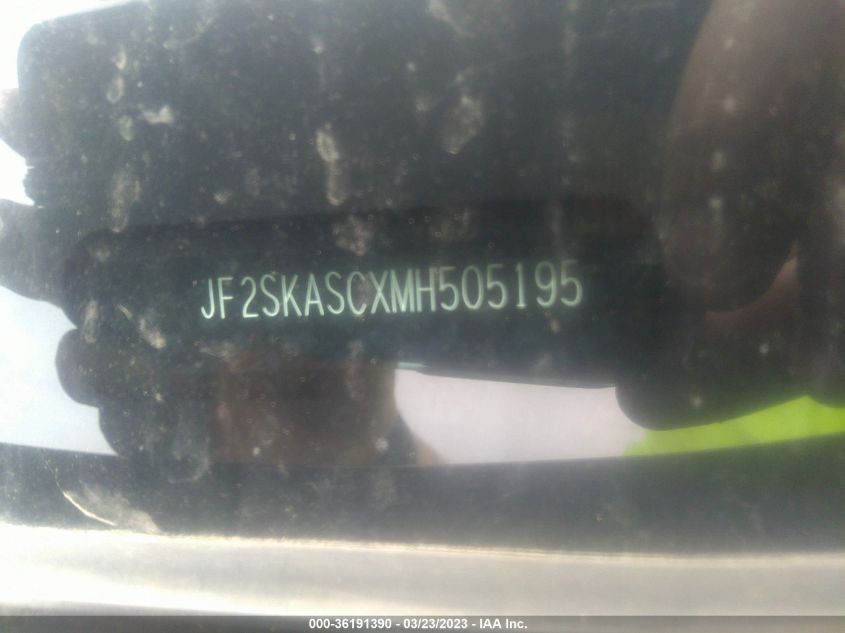 JF2SKASCXMH505195
000-36191390 - 03/23/2023 - IAA Inc.